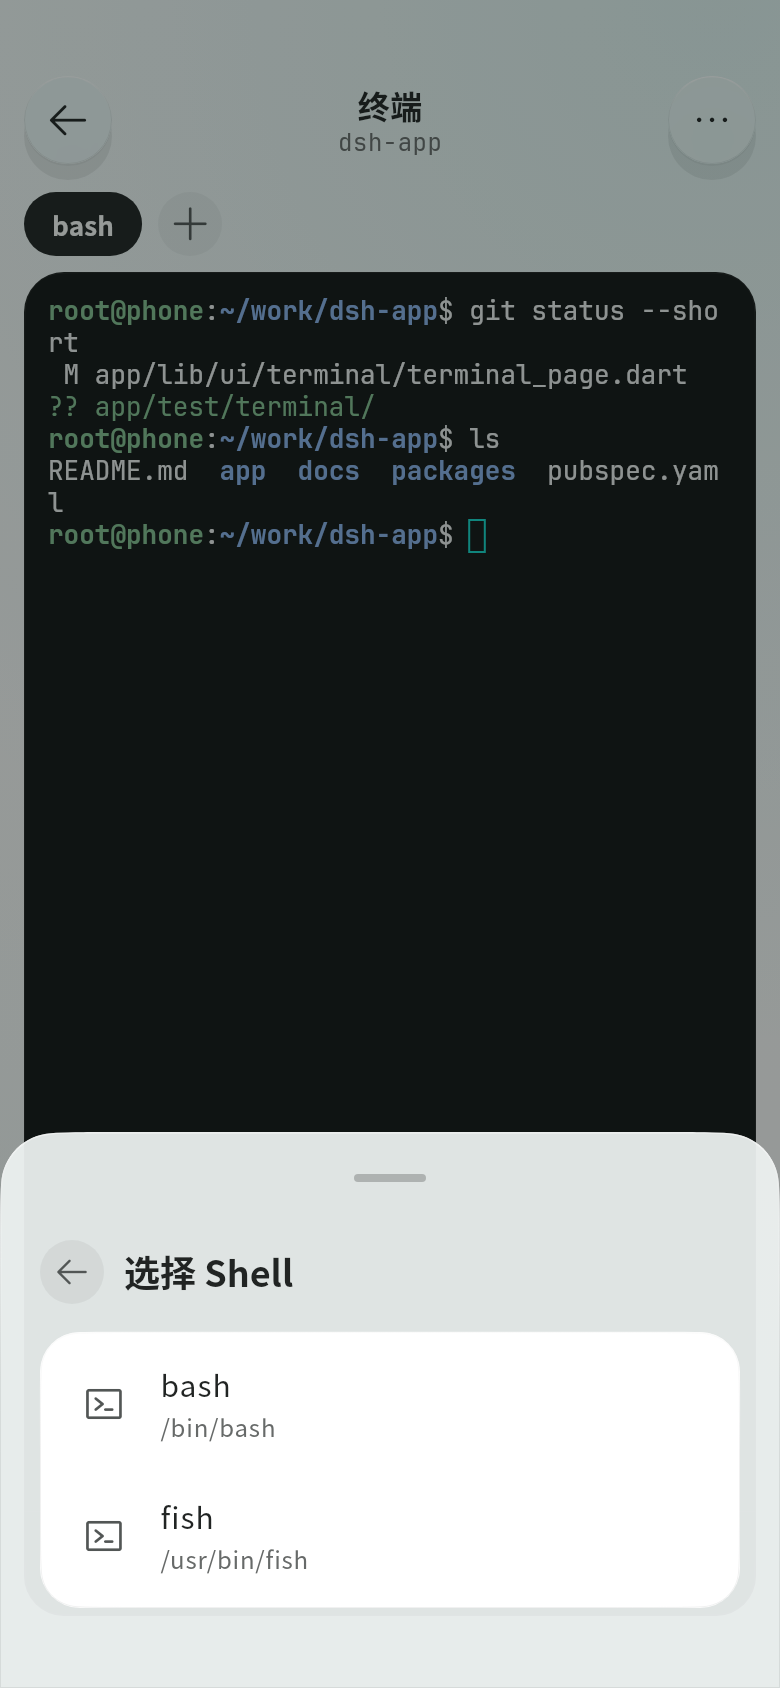 终端
dsh-app
bash
root@phone:~/work/dsh-app$ git status --sho
rt
 M app/lib/ui/terminal/terminal_page.dart
?? app/test/terminal/
root@phone:~/work/dsh-app$ ls
README.md  app  docs  packages  pubspec.yam
l
root@phone:~/work/dsh-app$
选择 Shell
bash
/bin/bash
fish
/usr/bin/fish